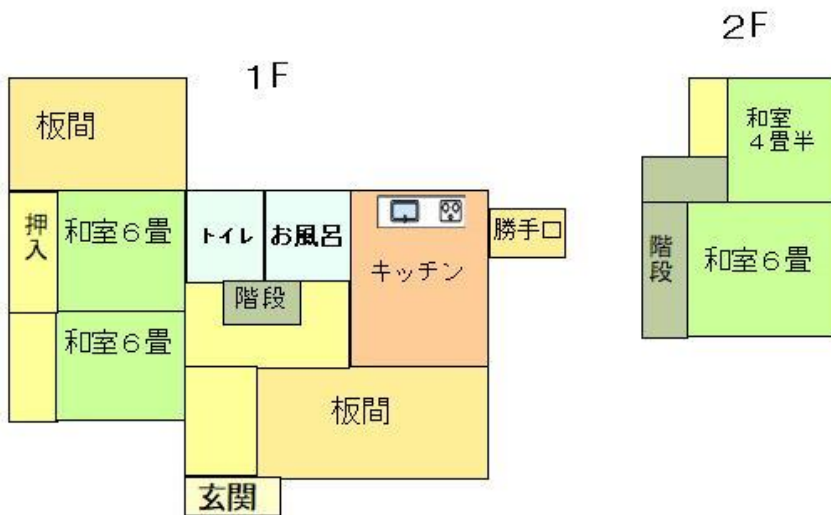 1F
2F
板間
和室
４畳半
押入
和室６畳
トイレ
お風呂
キッチン
勝手口
階段
和室６畳
板間
玄関
階段
和室６畳